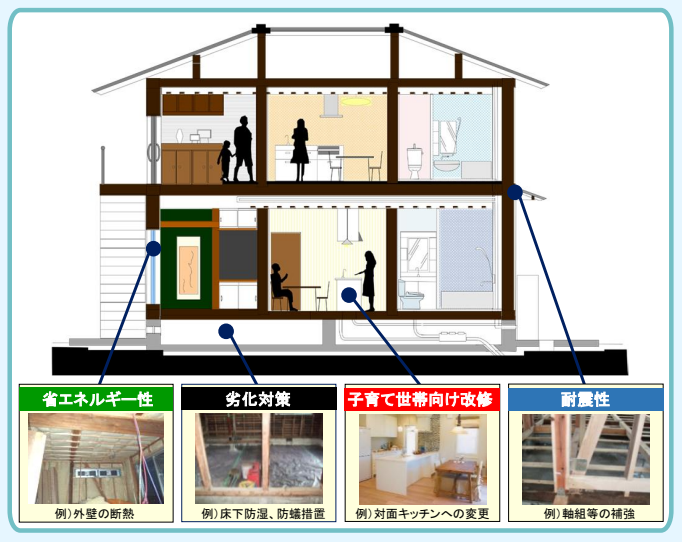 省エネルギー性
劣化対策
子育て世帯向け改修
耐震性
例）外壁の断熱
例）床下防湿、防蟻措置
例）対面キッチンへの変更
例）軸組等の補強